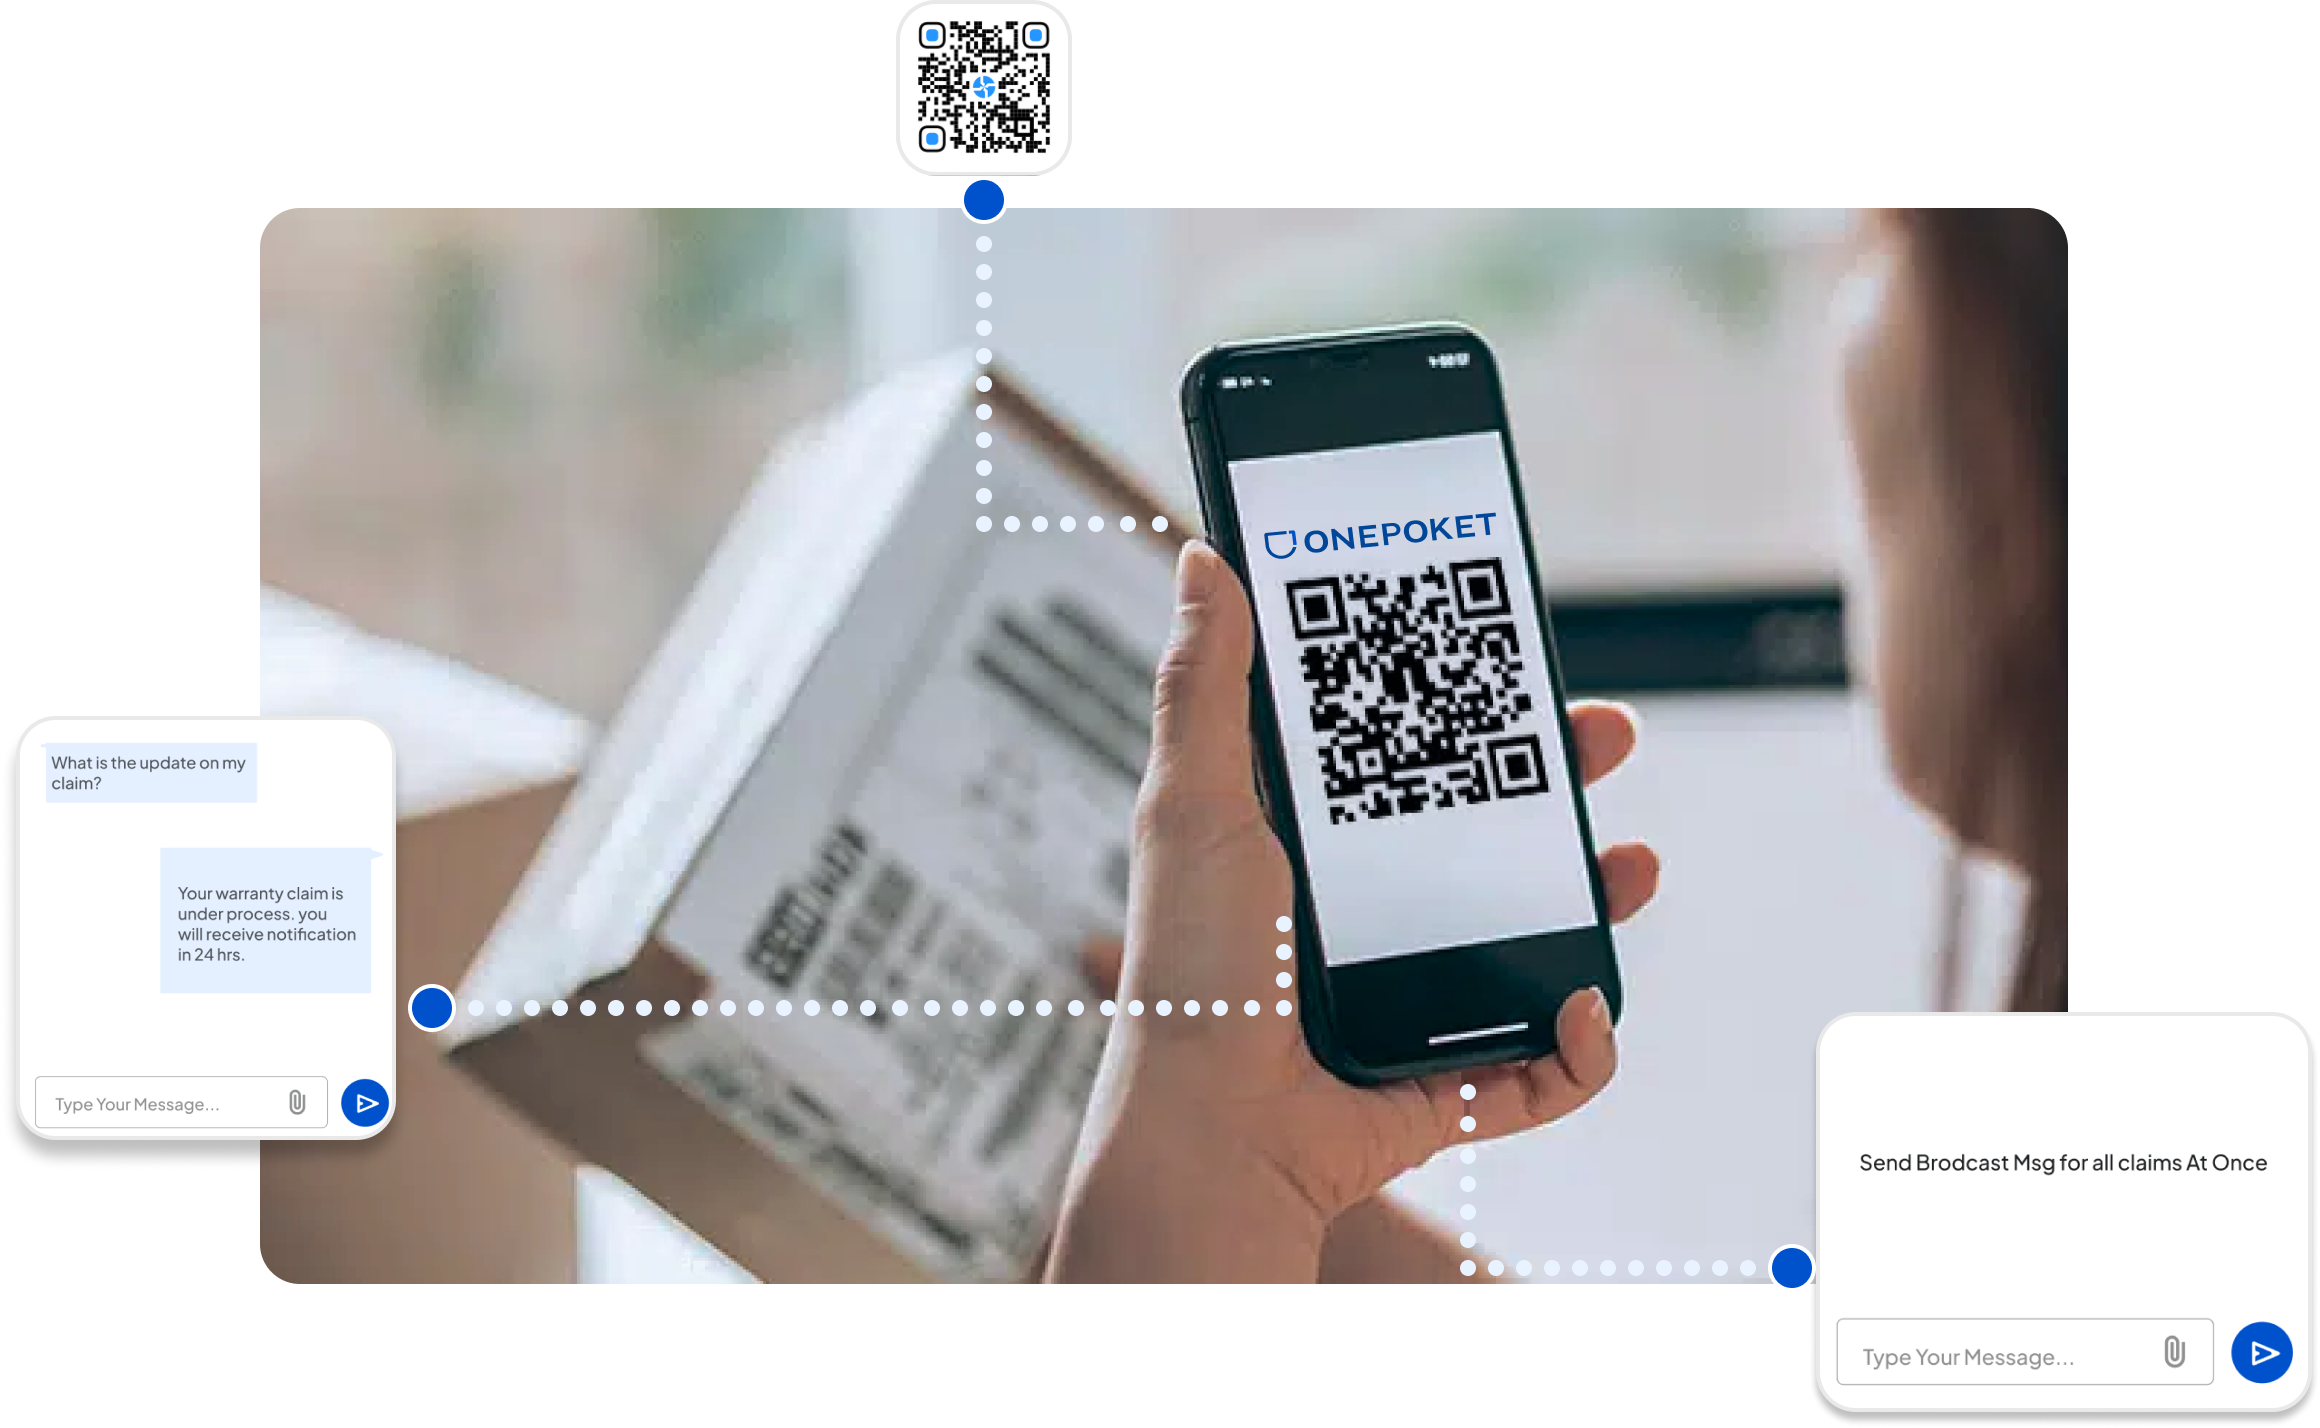 ONEPOKET
What is the update on my
claim?
Your warranty claim is
under process. you
will receive notification
in 24 hrs.
Type Your Message...
Send Brodcast Msg for all claims At Once
Type Your Message...